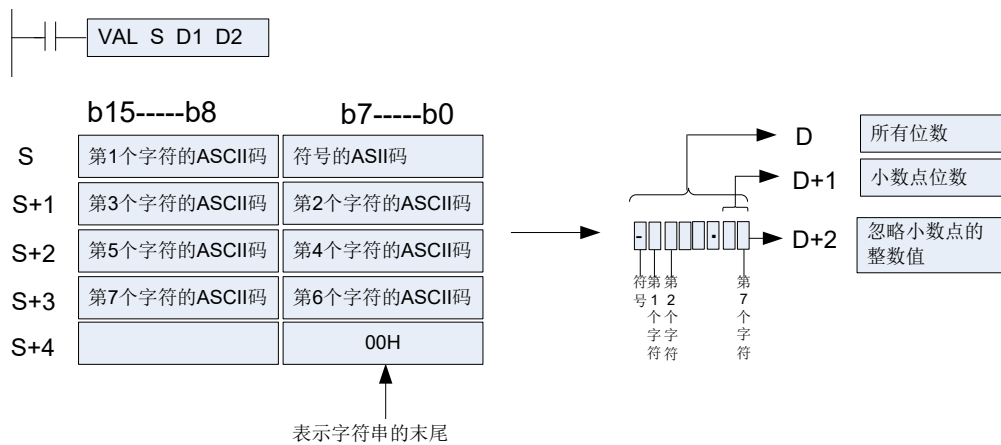 VAL S D1 D2
b15-----b8 b7-----b0
S 第1个字符的ASCII码 符号的ASII码
S+1 第3个字符的ASCII码 第2个字符的ASCII码
S+2 第5个字符的ASCII码 第4个字符的ASCII码
S+3 第7个字符的ASCII码 第6个字符的ASCII码
S+4 00H
表示字符串的末尾
D 所有位数
D+1 小数点位数
D+2 忽略小数点的
整数值
- .
符号
第1个字符
第2个字符
第7个字符